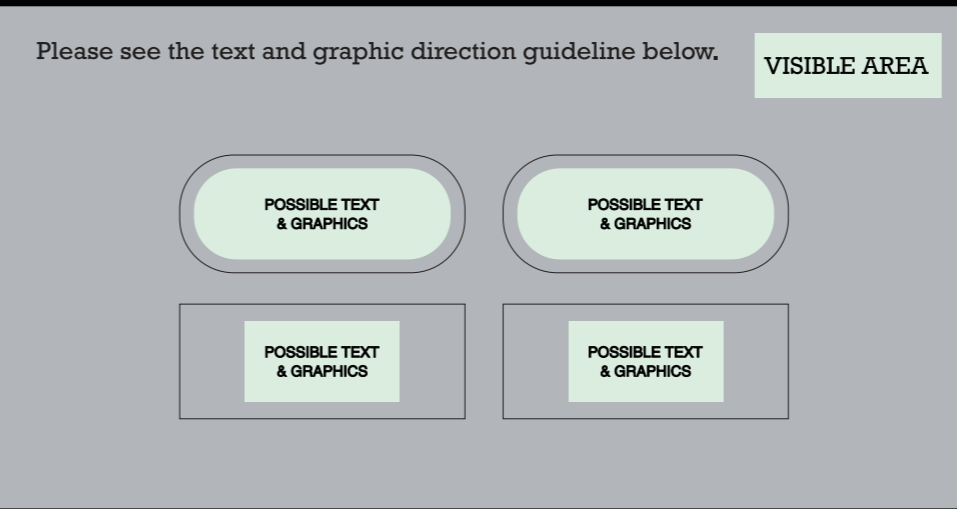 Please see the text and graphic direction guideline below.
VISIBLE AREA
POSSIBLE TEXT
& GRAPHICS
POSSIBLE TEXT
& GRAPHICS
POSSIBLE TEXT
& GRAPHICS
POSSIBLE TEXT
& GRAPHICS